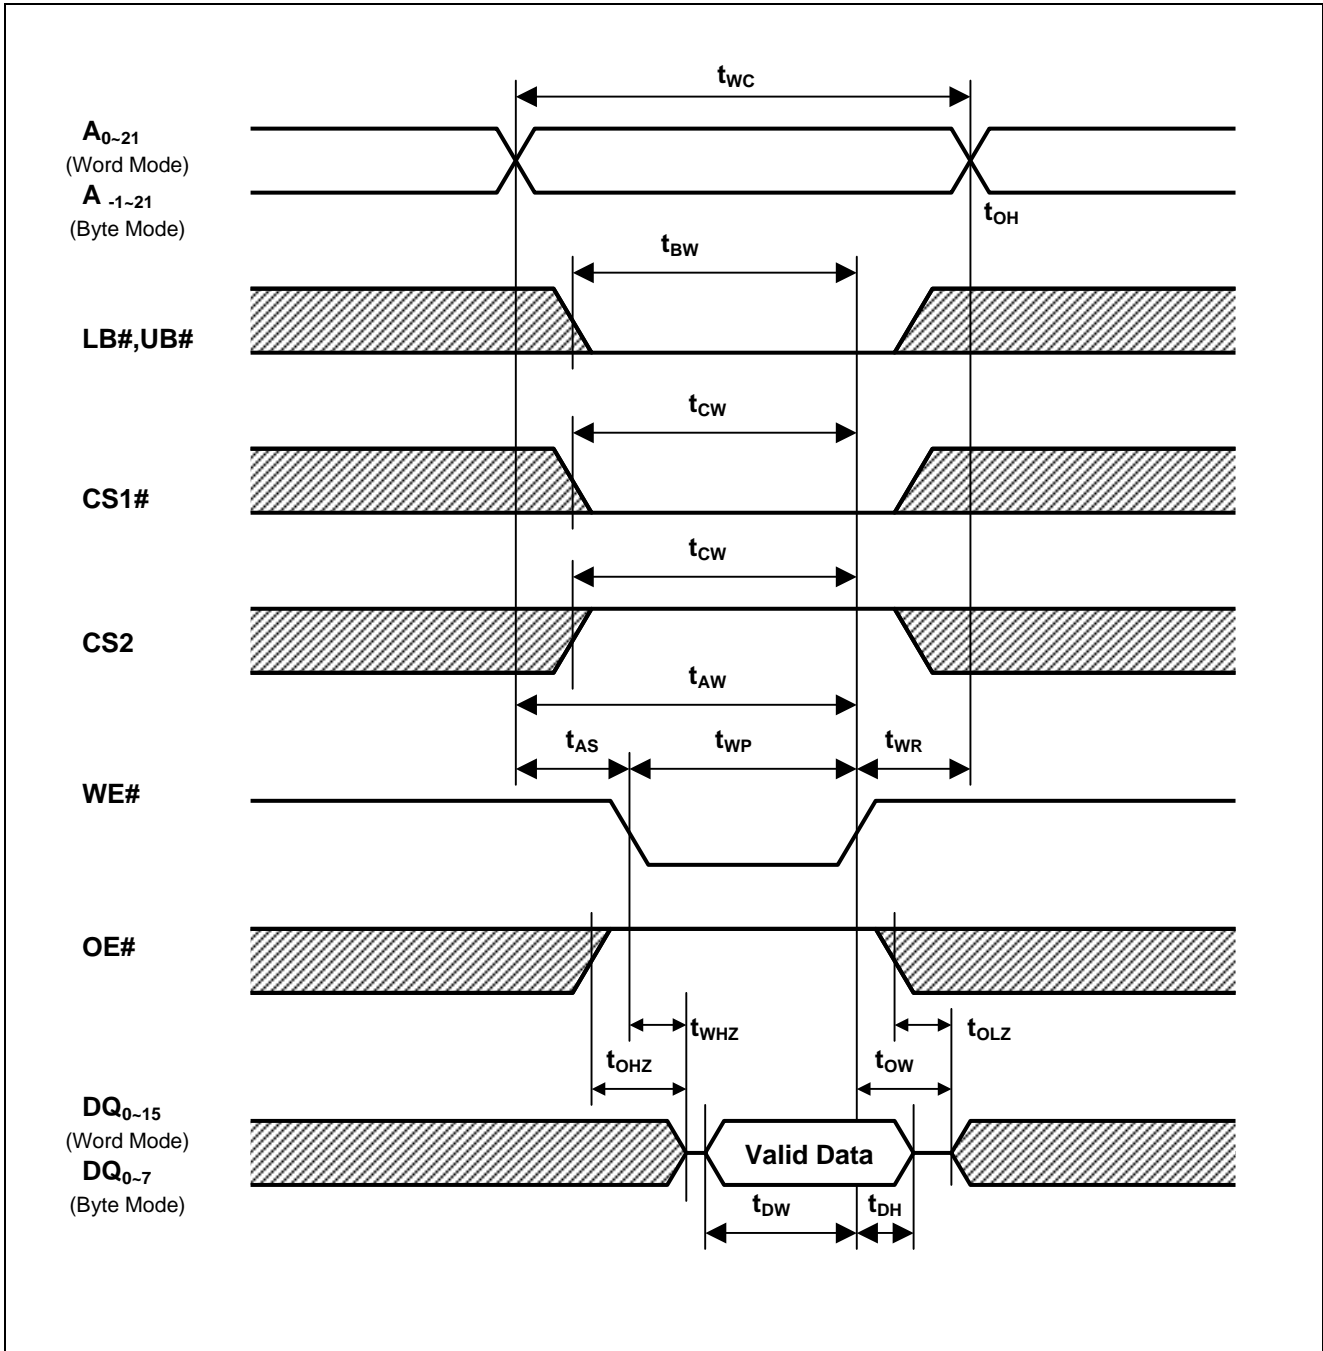 tWC
A0~21
(Word Mode)
A -1~21
(Byte Mode)
tOH
tBW
LB#,UB#
tCW
CS1#
tCW
CS2
tAW
tAS
tWP
tWR
WE#
OE#
tWHZ
tOLZ
tOHZ
tOW
DQ0~15
(Word Mode)
DQ0~7
(Byte Mode)
Valid Data
tDW
tDH